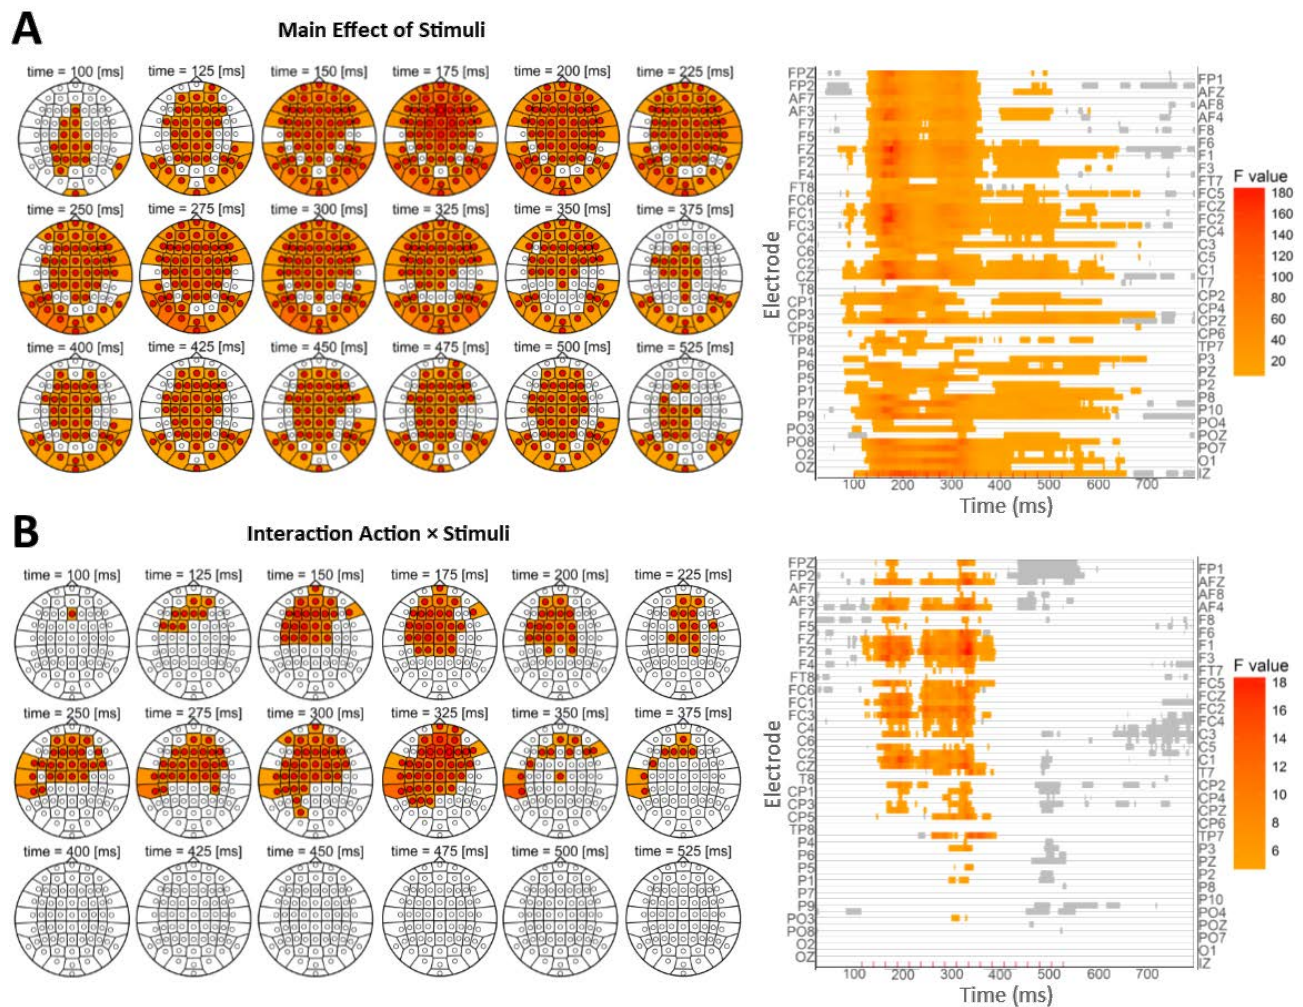 A
Main Effect of Stimuli
time = 100 [ms] time = 125 [ms] time = 150 [ms] time = 175 [ms] time = 200 [ms] time = 225 [ms]
time = 250 [ms] time = 275 [ms] time = 300 [ms] time = 325 [ms] time = 350 [ms] time = 375 [ms]
time = 400 [ms] time = 425 [ms] time = 450 [ms] time = 475 [ms] time = 500 [ms] time = 525 [ms]
Electrode
FPZ
FP2
AF7
AF3
F7
F5
FZ
F2
F4
FT8
FC6
FC1
FC3
C4
C6
C2
CZ
T8
CP1
CP3
CP5
TP8
P4
P6
P5
P1
P7
P9
PO3
PO8
O2
OZ
FP1
AFZ
AF8
AF4
F8
F6
F1
F3
FT7
FC5
FCZ
FC2
FC4
C3
C5
C1
T7
CP2
CP4
CPZ
CP6
TP7
P3
PZ
P2
P8
P10
PO4
POZ
PO7
O1
IZ
100 200 300 400 500 600 700
Time (ms)
F value
180
160
140
120
100
80
60
40
20
B
Interaction Action × Stimuli
time = 100 [ms] time = 125 [ms] time = 150 [ms] time = 175 [ms] time = 200 [ms] time = 225 [ms]
time = 250 [ms] time = 275 [ms] time = 300 [ms] time = 325 [ms] time = 350 [ms] time = 375 [ms]
time = 400 [ms] time = 425 [ms] time = 450 [ms] time = 475 [ms] time = 500 [ms] time = 525 [ms]
Electrode
FPZ
FP2
AF7
AF3
F7
F5
FZ
F2
F4
FT8
FC6
FC1
FC3
C4
C6
C2
CZ
T8
CP1
CP3
CP5
TP8
P4
P6
P5
P1
P7
P9
PO3
PO8
O2
OZ
FP1
AFZ
AF8
AF4
F8
F6
F1
F3
FT7
FC5
FCZ
FC2
FC4
C3
C5
C1
T7
CP2
CP4
CPZ
CP6
TP7
P3
PZ
P2
P8
P10
PO4
POZ
PO7
O1
IZ
100 200 300 400 500 600 700
Time (ms)
F value
18
16
14
12
10
8
6